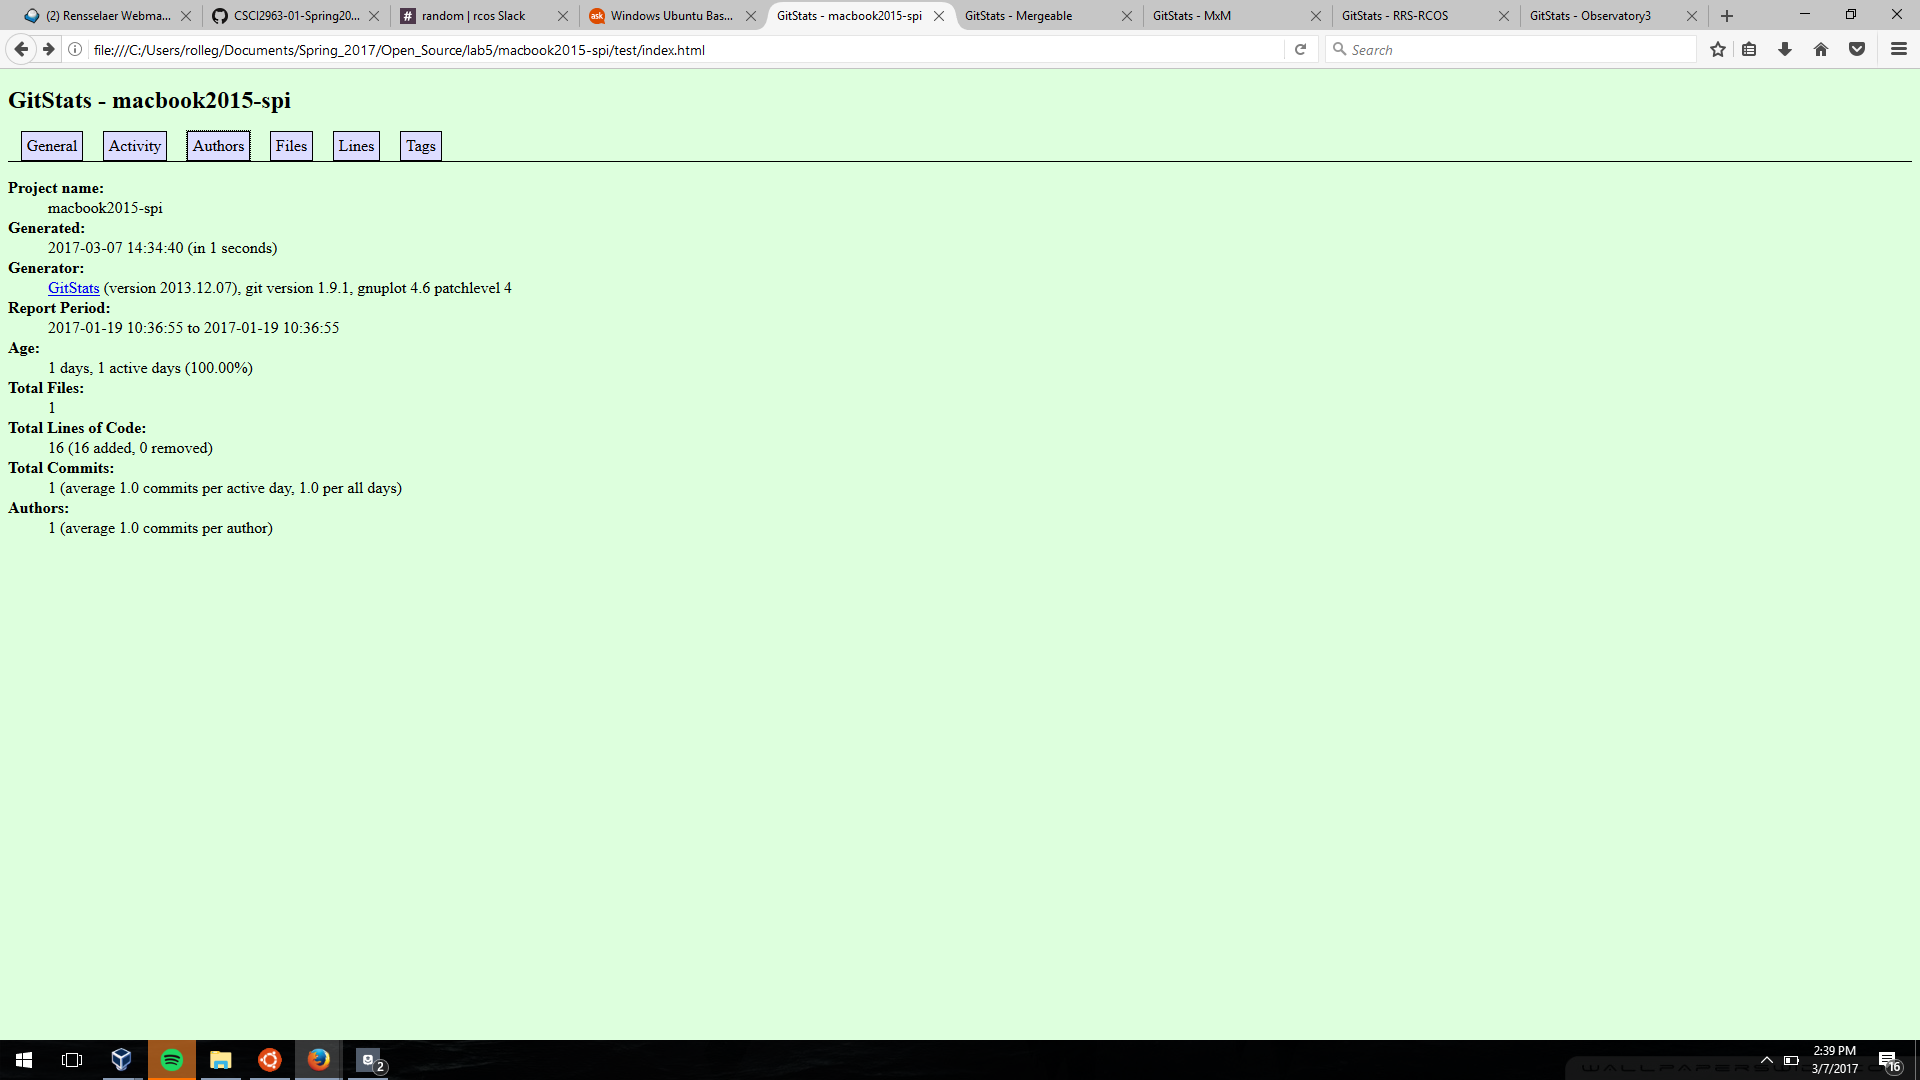 (2) Rensselaer Webma...
CSCI2963-01-Spring20...
random | rcos Slack
Windows Ubuntu Bas...
GitStats - macbook2015-spi
GitStats - Mergeable
GitStats - MxM
GitStats - RRS-RCOS
GitStats - Observatory3
file:///C:/Users/rolleg/Documents/Spring_2017/Open_Source/lab5/macbook2015-spi/test/index.html
Search
GitStats - macbook2015-spi
General
Activity
Authors
Files
Lines
Tags
Project name:
macbook2015-spi
Generated:
2017-03-07 14:34:40 (in 1 seconds)
Generator:
GitStats (version 2013.12.07), git version 1.9.1, gnuplot 4.6 patchlevel 4
Report Period:
2017-01-19 10:36:55 to 2017-01-19 10:36:55
Age:
1 days, 1 active days (100.00%)
Total Files:
1
Total Lines of Code:
16 (16 added, 0 removed)
Total Commits:
1 (average 1.0 commits per active day, 1.0 per all days)
Authors:
1 (average 1.0 commits per author)
2
2:39 PM
3/7/2017
16